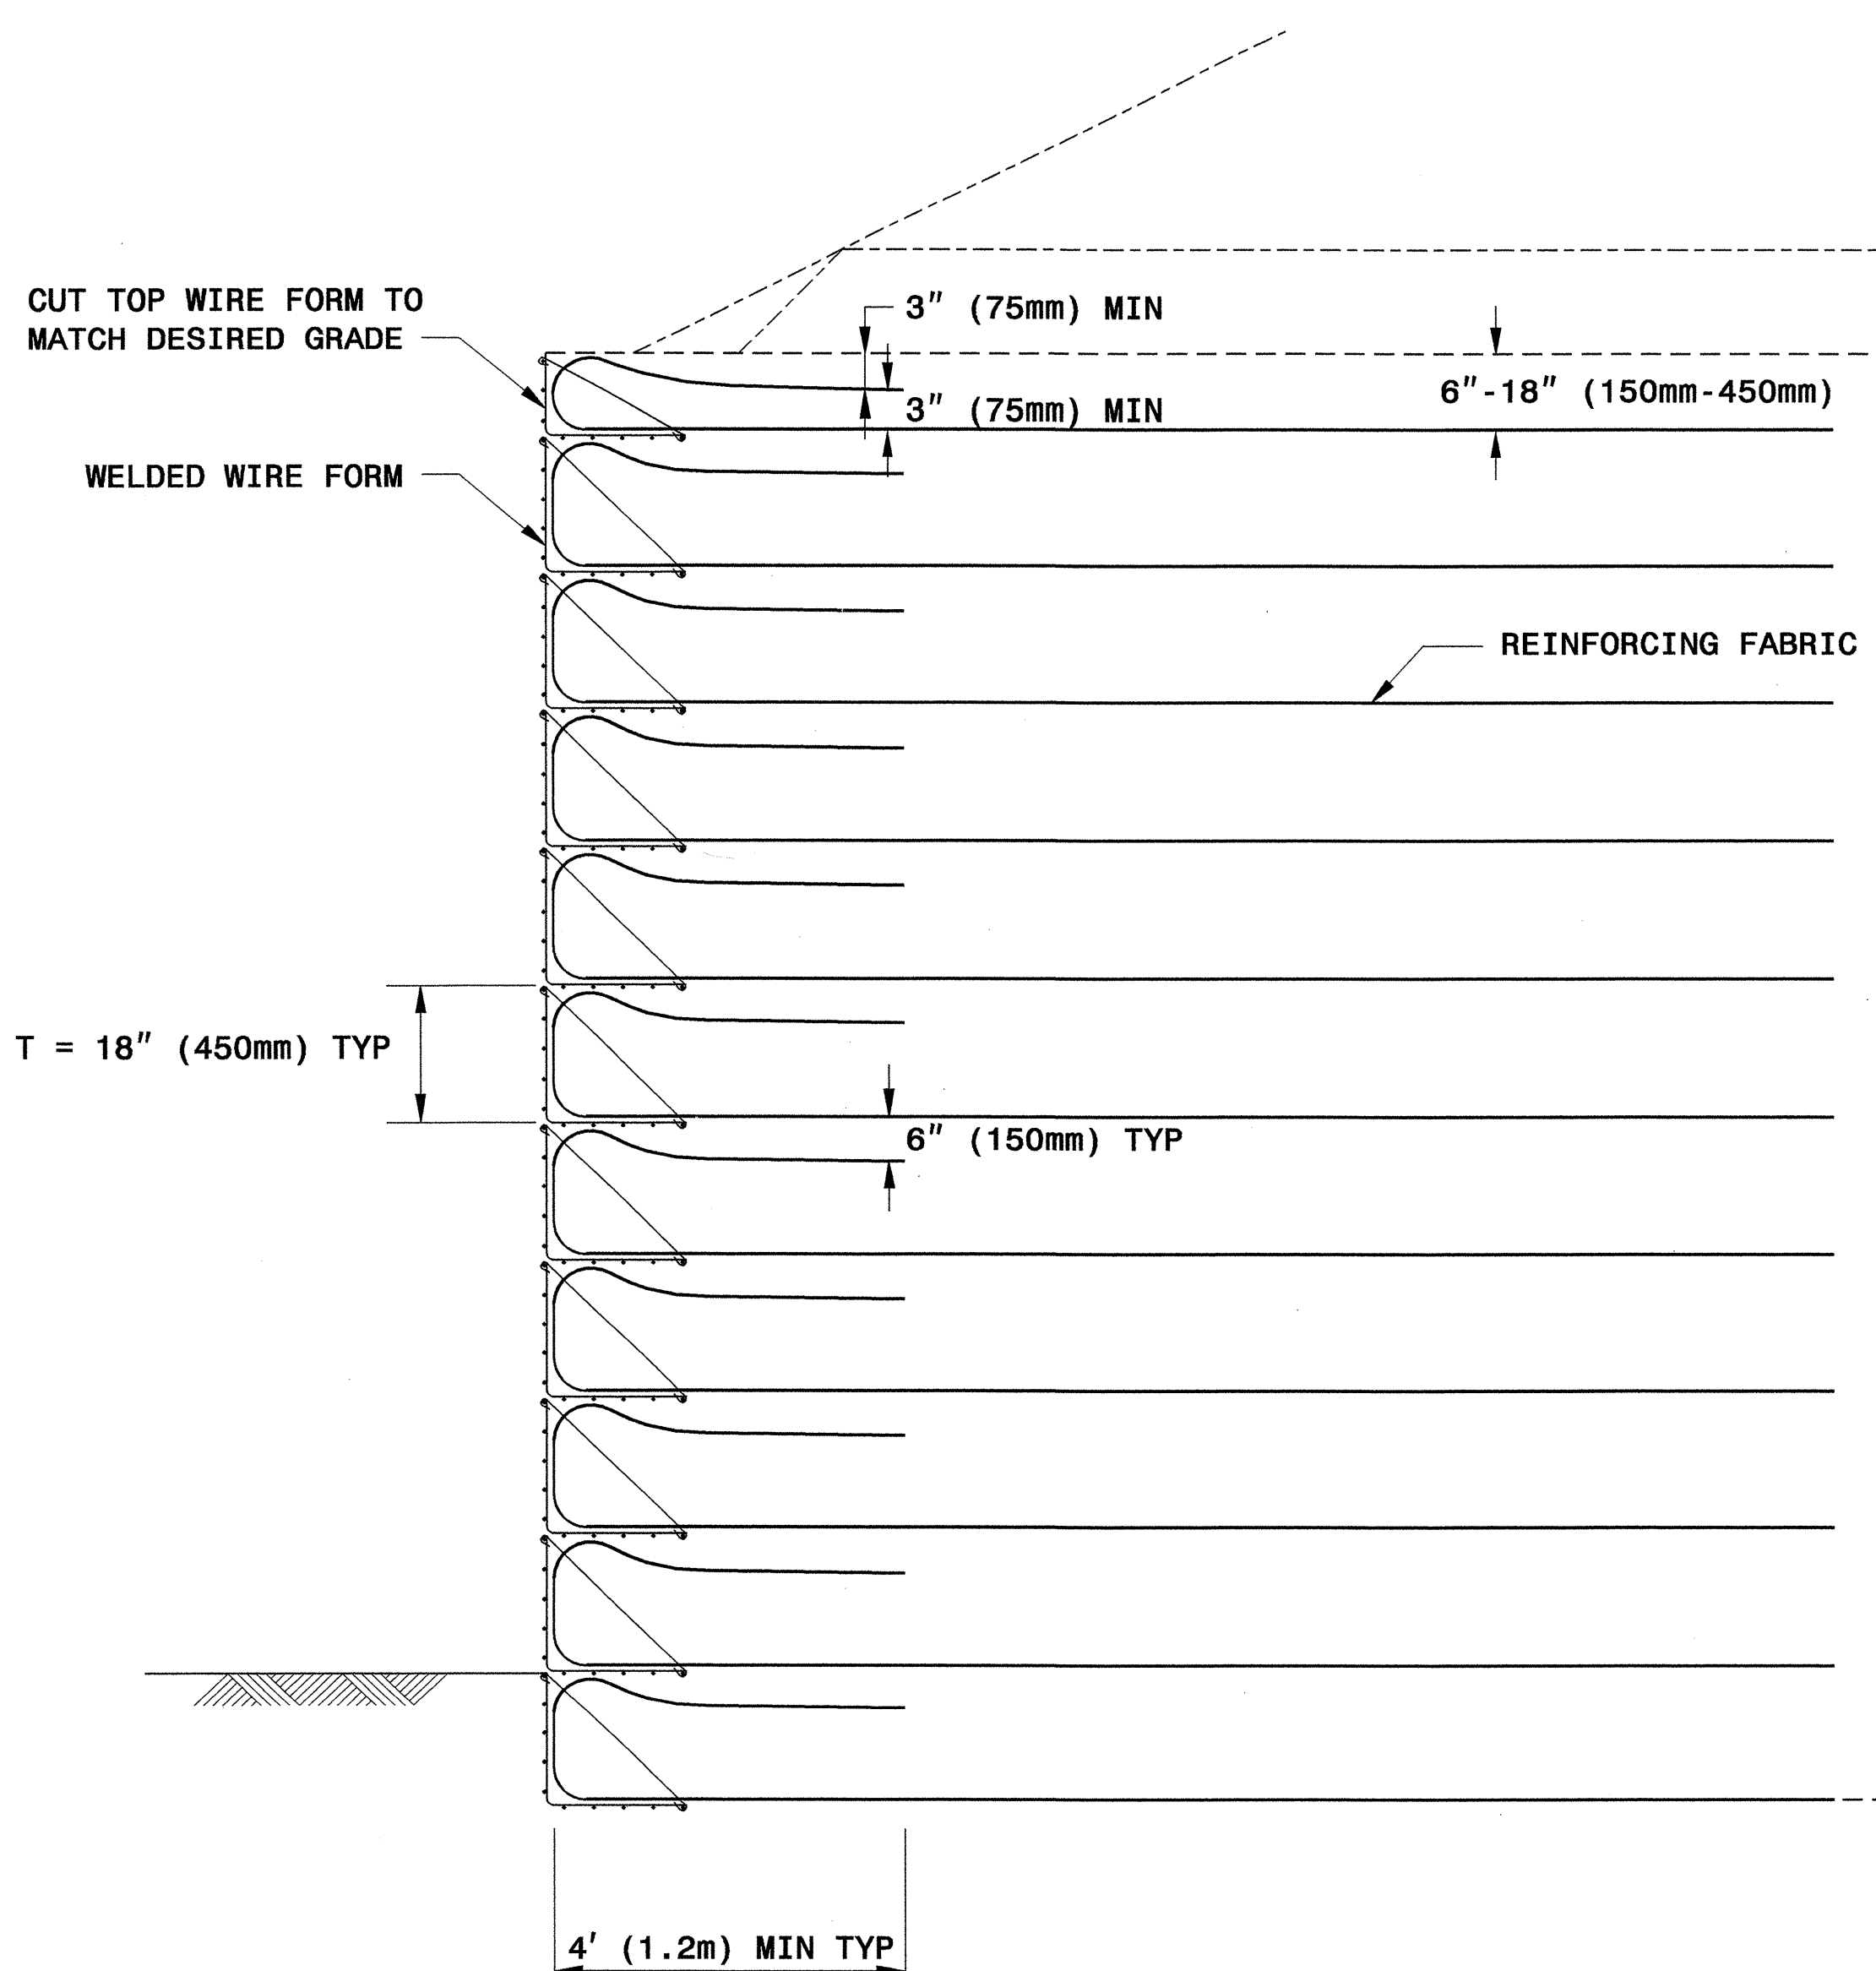 3" (75mm) MIN
CUT TOP WIRE FORM TO
MATCH DESIRED GRADE
6"-18" (150mm-450mm)
3" (75mm) MIN
WELDED WIRE FORM
REINFORCING FABRIC
T = 18" (450mm) TYP
6" (150mm) TYP
4' (1.2m) MIN TYP